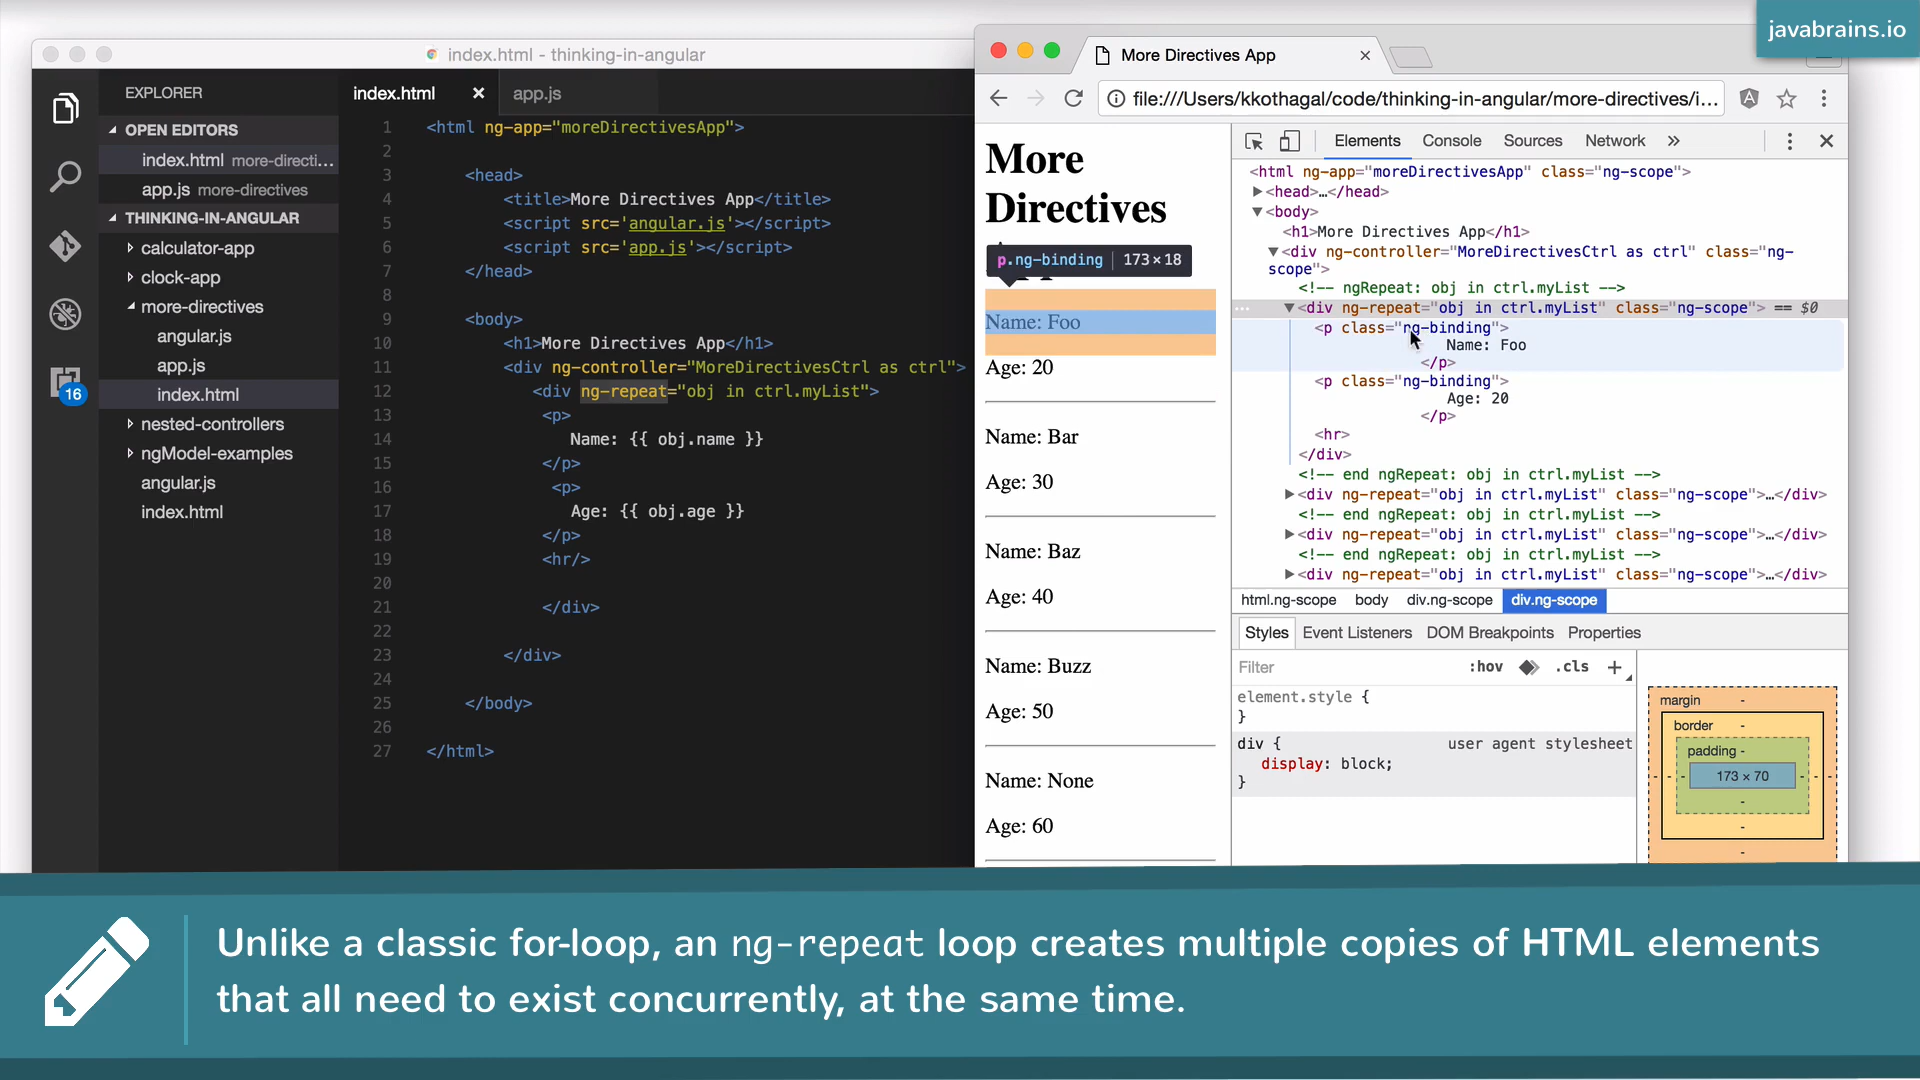 javabrains.io
index.html - thinking-in-angular
EXPLORER
OPEN EDITORS
index.html more-directi...
app.js more-directives
THINKING-IN-ANGULAR
calculator-app
clock-app
more-directives
angular.js
app.js
index.html
nested-controllers
ngModel-examples
angular.js
index.html
16
index.html
app.js
1 <html ng-app="moreDirectivesApp">
2
3 <head>
4 <title>More Directives App</title>
5 <script src='angular.js'></script>
6 <script src='app.js'></script>
7 </head>
8
9 <body>
10 <h1>More Directives App</h1>
11 <div ng-controller="MoreDirectivesCtrl as ctrl">
12 <div ng-repeat="obj in ctrl.myList">
13 <p>
14 Name: {{ obj.name }}
15 </p>
16 <p>
17 Age: {{ obj.age }}
18 </p>
19 <hr/>
20
21 </div>
22
23 </div>
24
25 </body>
26
27 </html>
More Directives App
file:///Users/kkothagal/code/thinking-in-angular/more-directives/i...
More
Directives
p.ng-binding 173×18
Name: Foo
Age: 20
Name: Bar
Age: 30
Name: Baz
Age: 40
Name: Buzz
Age: 50
Name: None
Age: 60
Elements Console Sources Network »
<html ng-app="moreDirectivesApp" class="ng-scope">
<head>…</head>
<body>
<h1>More Directives App</h1>
<div ng-controller="MoreDirectivesCtrl as ctrl" class="ng-
scope">
<!-- ngRepeat: obj in ctrl.myList -->
<div ng-repeat="obj in ctrl.myList" class="ng-scope"> == $0
<p class="ng-binding">
Name: Foo
</p>
<p class="ng-binding">
Age: 20
</p>
<hr>
</div>
<!-- end ngRepeat: obj in ctrl.myList -->
<div ng-repeat="obj in ctrl.myList" class="ng-scope">…</div>
<!-- end ngRepeat: obj in ctrl.myList -->
<div ng-repeat="obj in ctrl.myList" class="ng-scope">…</div>
<!-- end ngRepeat: obj in ctrl.myList -->
<div ng-repeat="obj in ctrl.myList" class="ng-scope">…</div>
html.ng-scope body div.ng-scope div.ng-scope
Styles Event Listeners DOM Breakpoints Properties
Filter :hov .cls +
element.style {
}
div { user agent stylesheet
display: block;
}
margin -
border -
padding -
- - - 173 × 70 - - -
-
-
-
Unlike a classic for-loop, an ng-repeat loop creates multiple copies of HTML elements
that all need to exist concurrently, at the same time.